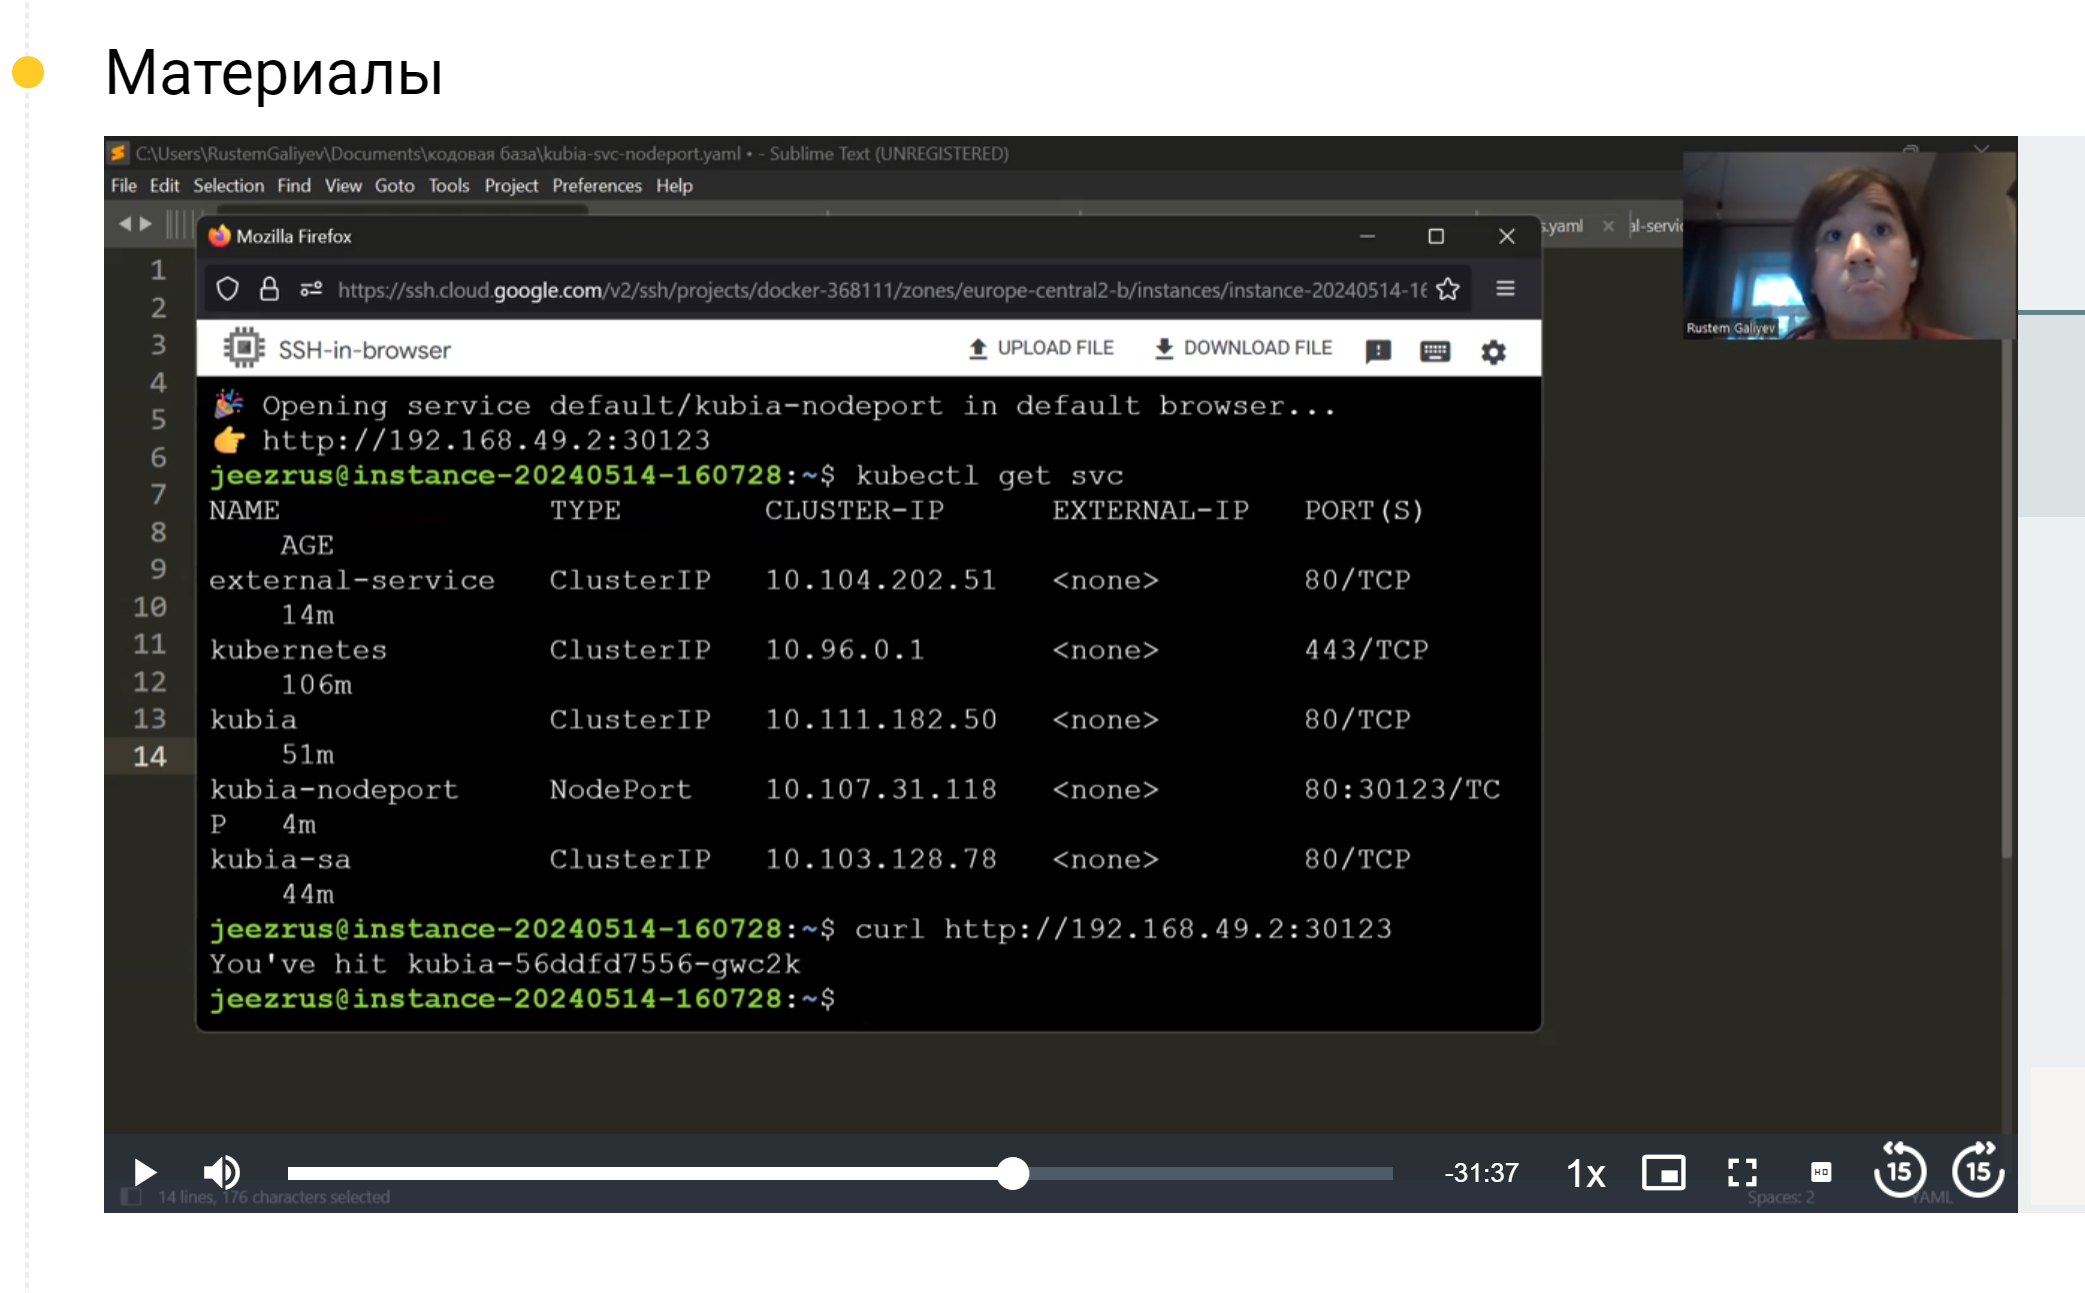 Материалы
C:\Users\RustemGaliyev\Documents\кодовая база\kubia-svc-nodeport.yaml • - Sublime Text (UNREGISTERED)
File Edit Selection Find View Goto Tools Project Preferences Help
Mozilla Firefox
s.yaml
al-servic
https://ssh.cloud.google.com/v2/ssh/projects/docker-368111/zones/europe-central2-b/instances/instance-20240514-16
Rustem Galiyev
SSH-in-browser
UPLOAD FILE
DOWNLOAD FILE
1
2
3
4
5
6
7
8
9
10
11
12
13
14
Opening service default/kubia-nodeport in default browser...
http://192.168.49.2:30123
jeezrus@instance-20240514-160728:~$ kubectl get svc
NAME TYPE CLUSTER-IP EXTERNAL-IP PORT(S)
AGE
external-service ClusterIP 10.104.202.51 <none> 80/TCP
14m
kubernetes ClusterIP 10.96.0.1 <none> 443/TCP
106m
kubia ClusterIP 10.111.182.50 <none> 80/TCP
51m
kubia-nodeport NodePort 10.107.31.118 <none> 80:30123/TC
P 4m
kubia-sa ClusterIP 10.103.128.78 <none> 80/TCP
44m
jeezrus@instance-20240514-160728:~$ curl http://192.168.49.2:30123
You've hit kubia-56ddfd7556-gwc2k
jeezrus@instance-20240514-160728:~$
-31:37
1x
HD
15
15
14 lines, 176 characters selected
Spaces: 2
YAML